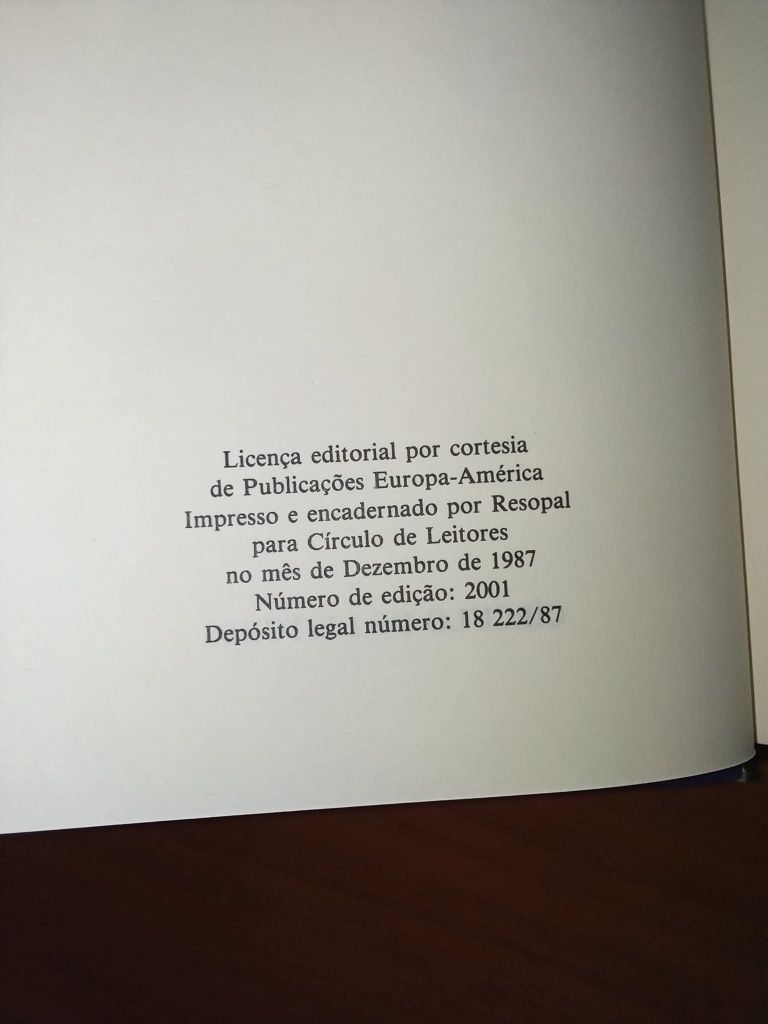 Licença editorial por cortesia
de Publicações Europa-América
Impresso e encadernado por Resopal
para Círculo de Leitores
no mês de Dezembro de 1987
Número de edição: 2001
Depósito legal número: 18 222/87